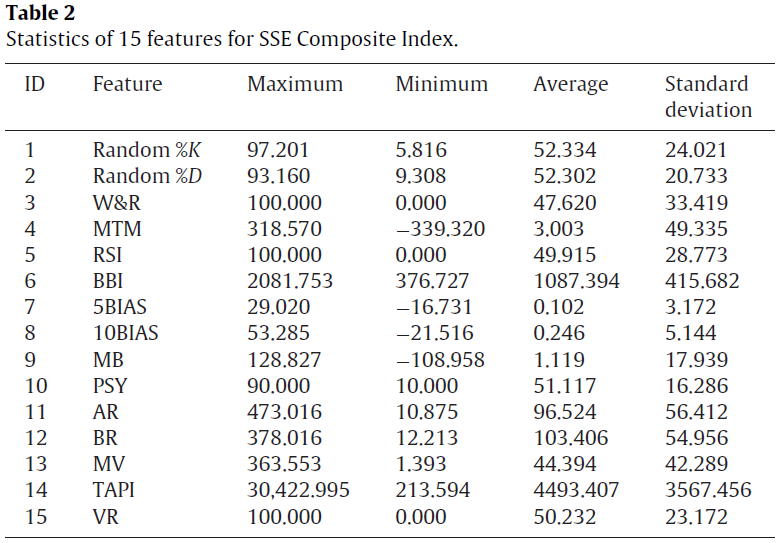 Table 2
Statistics of 15 features for SSE Composite Index.
ID Feature Maximum Minimum Average Standard deviation
1 Random %K 97.201 5.816 52.334 24.021
2 Random %D 93.160 9.308 52.302 20.733
3 W&R 100.000 0.000 47.620 33.419
4 MTM 318.570 −339.320 3.003 49.335
5 RSI 100.000 0.000 49.915 28.773
6 BBI 2081.753 376.727 1087.394 415.682
7 5BIAS 29.020 −16.731 0.102 3.172
8 10BIAS 53.285 −21.516 0.246 5.144
9 MB 128.827 −108.958 1.119 17.939
10 PSY 90.000 10.000 51.117 16.286
11 AR 473.016 10.875 96.524 56.412
12 BR 378.016 12.213 103.406 54.956
13 MV 363.553 1.393 44.394 42.289
14 TAPI 30,422.995 213.594 4493.407 3567.456
15 VR 100.000 0.000 50.232 23.172